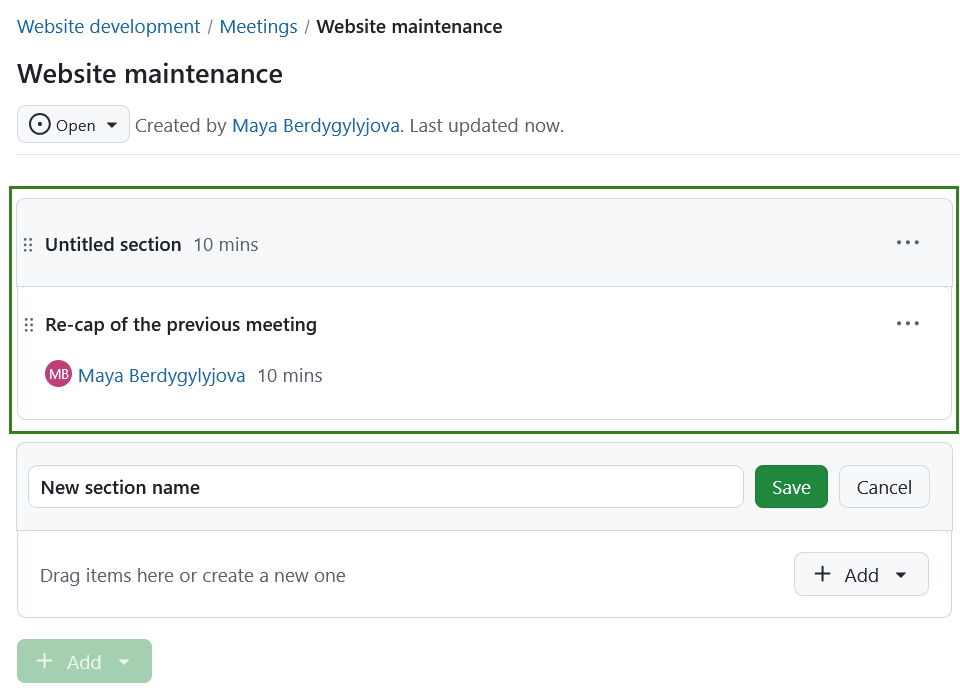 Website development / Meetings / Website maintenance
Website maintenance
Open Created by Maya Berdygylyjova. Last updated now.
Untitled section 10 mins
Re-cap of the previous meeting
MB Maya Berdygylyjova 10 mins
New section name Save Cancel
Drag items here or create a new one + Add
+ Add